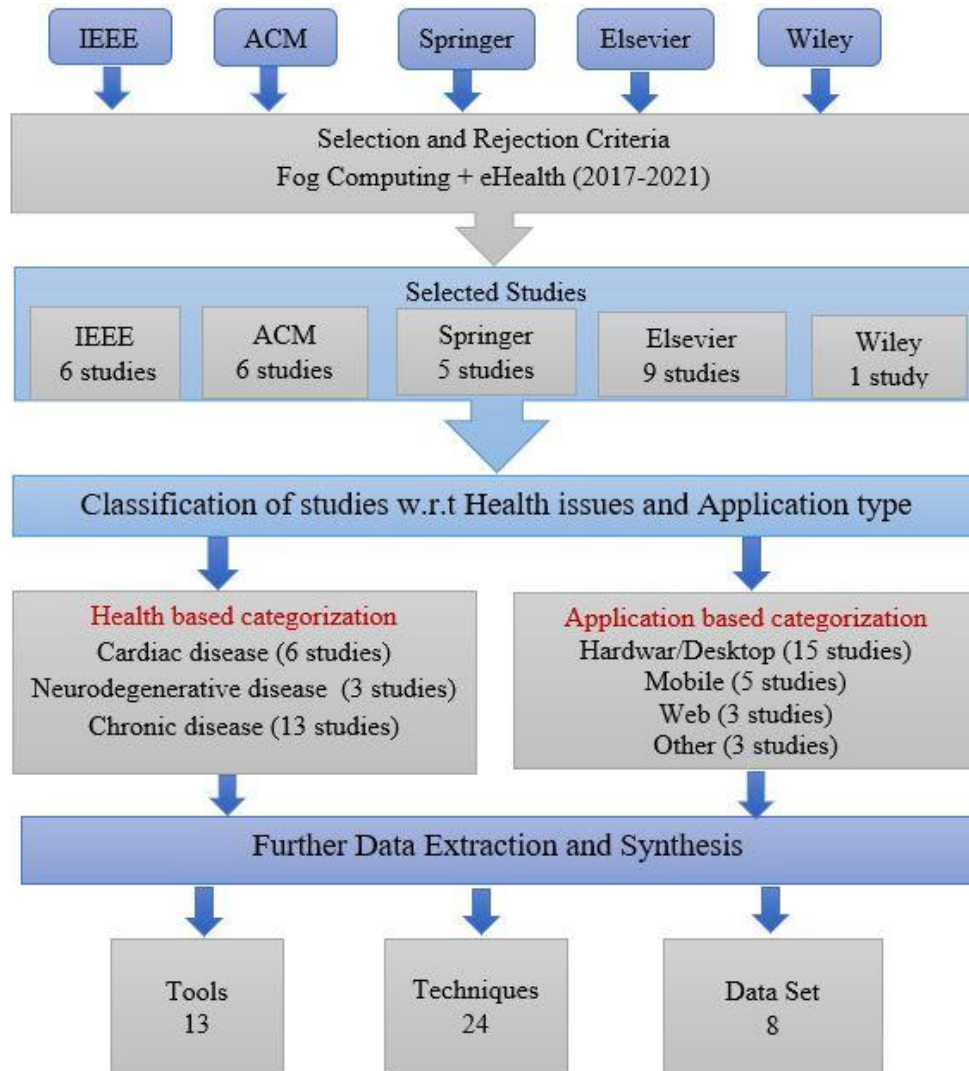 IEEE
ACM
Springer
Elsevier
Wiley
Selection and Rejection Criteria
Fog Computing + eHealth (2017-2021)
Selected Studies
IEEE
6 studies
ACM
6 studies
Springer
5 studies
Elsevier
9 studies
Wiley
1 study
Classification of studies w.r.t Health issues and Application type
Health based categorization
Cardiac disease (6 studies)
Neurodegenerative disease (3 studies)
Chronic disease (13 studies)
Application based categorization
Hardwar/Desktop (15 studies)
Mobile (5 studies)
Web (3 studies)
Other (3 studies)
Further Data Extraction and Synthesis
Tools
13
Techniques
24
Data Set
8